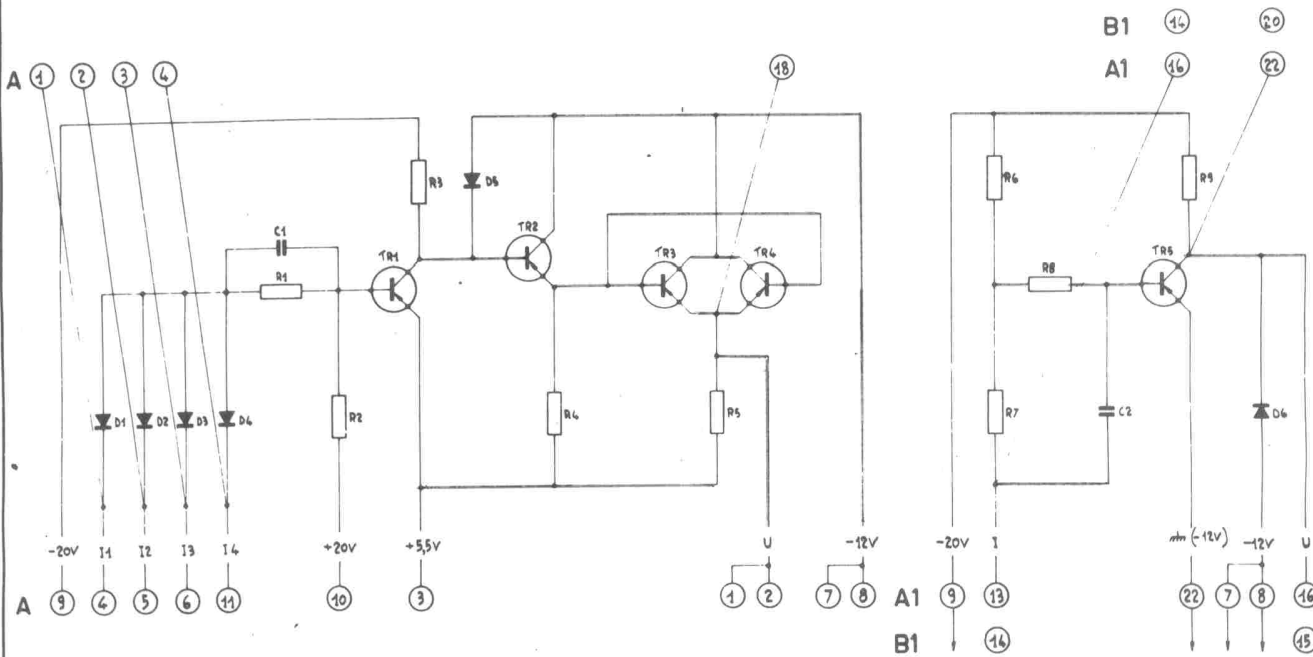 B1 14 20
A 1 2 3 4 18 A1 16 22
R3 D5 R6 R9
C1 TR1 TR2 TR3 TR4 TR5
R1 R8
D1 D2 D3 D4 R2 R4 R5 R7 C2 D6
-20V I1 I2 I3 I4 +20V +5,5V U -12V -20V I (-12V) -12V U
A 9 4 5 6 11 10 3 1 2 7 8 A1 9 13 22 7 8 16
B1 14 15